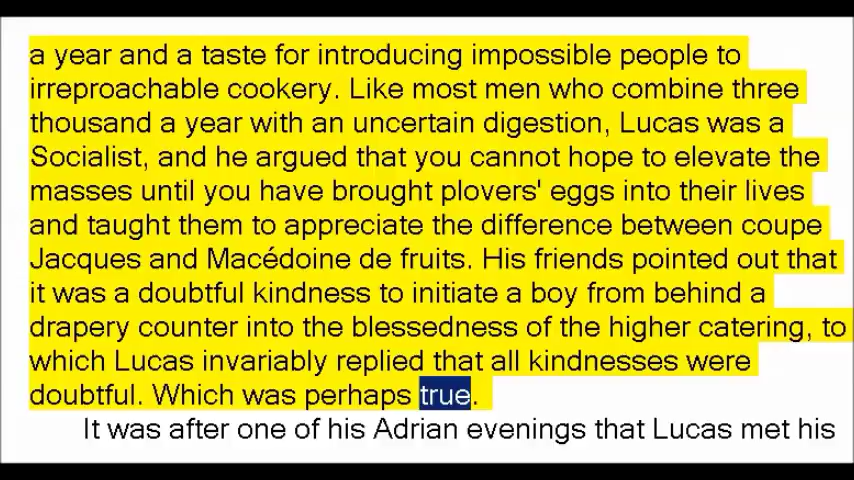 a year and a taste for introducing impossible people to
irreproachable cookery. Like most men who combine three
thousand a year with an uncertain digestion, Lucas was a
Socialist, and he argued that you cannot hope to elevate the
masses until you have brought plovers' eggs into their lives
and taught them to appreciate the difference between coupe
Jacques and Macédoine de fruits. His friends pointed out that
it was a doubtful kindness to initiate a boy from behind a
drapery counter into the blessedness of the higher catering, to
which Lucas invariably replied that all kindnesses were
doubtful. Which was perhaps true.
It was after one of his Adrian evenings that Lucas met his